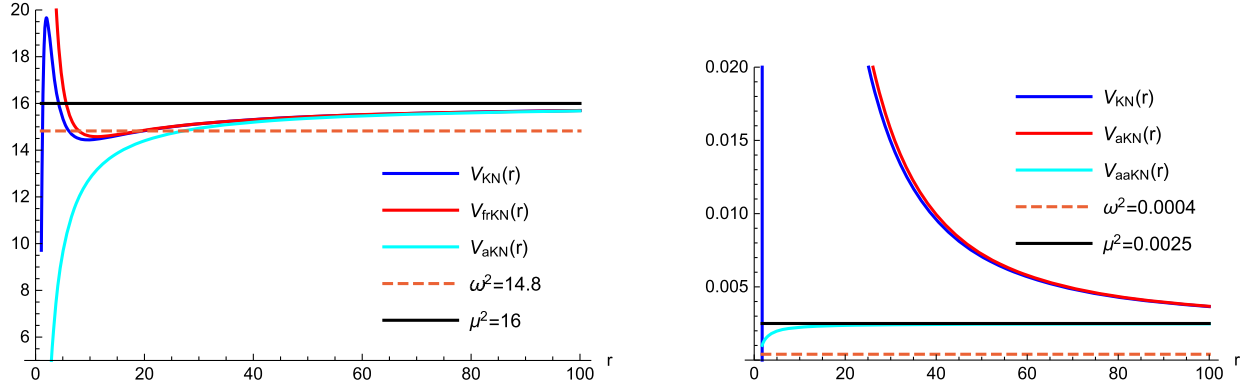 20
18
16
14
12
10
8
6
0 20 40 60 80 100 r
V_KN(r)
V_frKN(r)
V_aKN(r)
ω²=14.8
μ²=16
0.020
0.015
0.010
0.005
0 20 40 60 80 100 r
V_KN(r)
V_aKN(r)
V_aaKN(r)
ω²=0.0004
μ²=0.0025